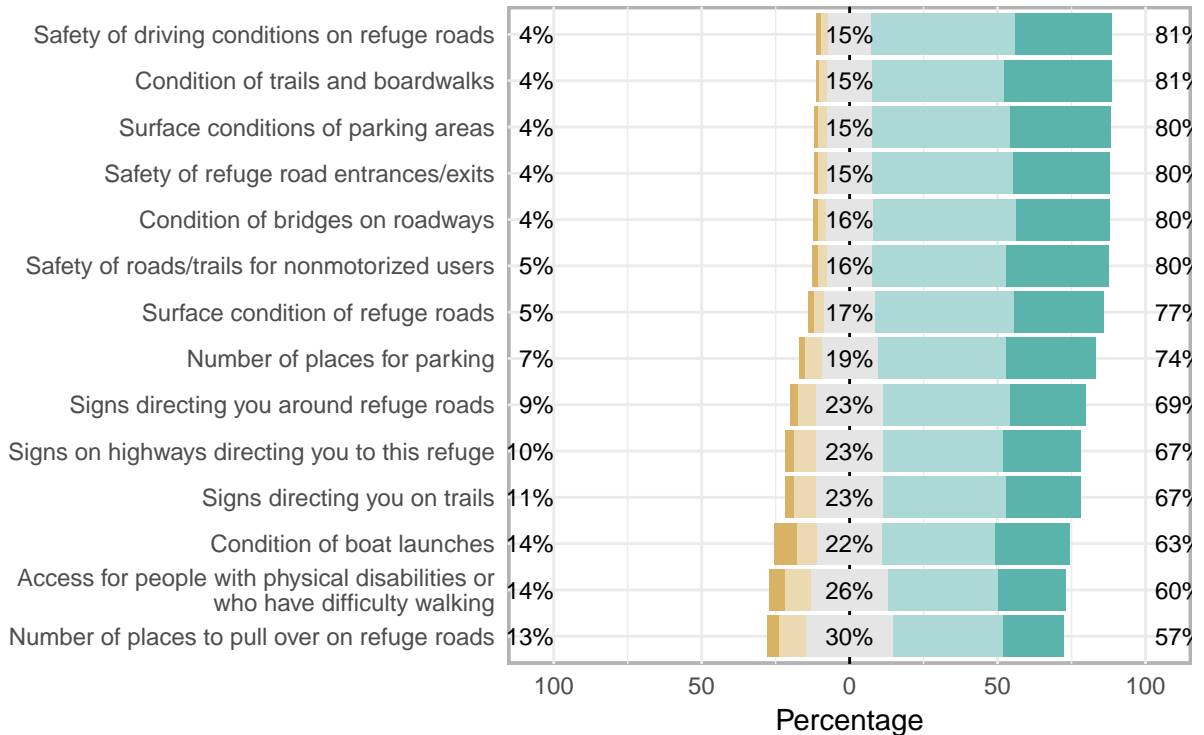 Safety of driving conditions on refuge roads 4% 15% 81%
Condition of trails and boardwalks 4% 15% 81%
Surface conditions of parking areas 4% 15% 80%
Safety of refuge road entrances/exits 4% 15% 80%
Condition of bridges on roadways 4% 16% 80%
Safety of roads/trails for nonmotorized users 5% 16% 80%
Surface condition of refuge roads 5% 17% 77%
Number of places for parking 7% 19% 74%
Signs directing you around refuge roads 9% 23% 69%
Signs on highways directing you to this refuge 10% 23% 67%
Signs directing you on trails 11% 23% 67%
Condition of boat launches 14% 22% 63%
Access for people with physical disabilities or
who have difficulty walking 14% 26% 60%
Number of places to pull over on refuge roads 13% 30% 57%
100 50 0 50 100
Percentage